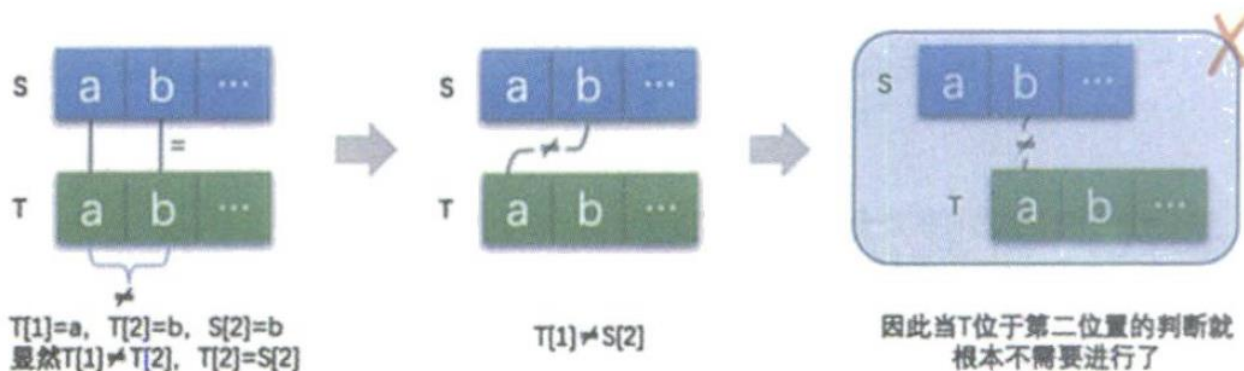 S a b ···
=
T a b ···
≠
T[1]=a, T[2]=b, S[2]=b
显然T[1]≠T[2], T[2]=S[2]
S a b ···
≠
T a b ···
T[1]≠S[2]
S a b ···
≠
T a b ···
因此当T位于第二位置的判断就
根本不需要进行了